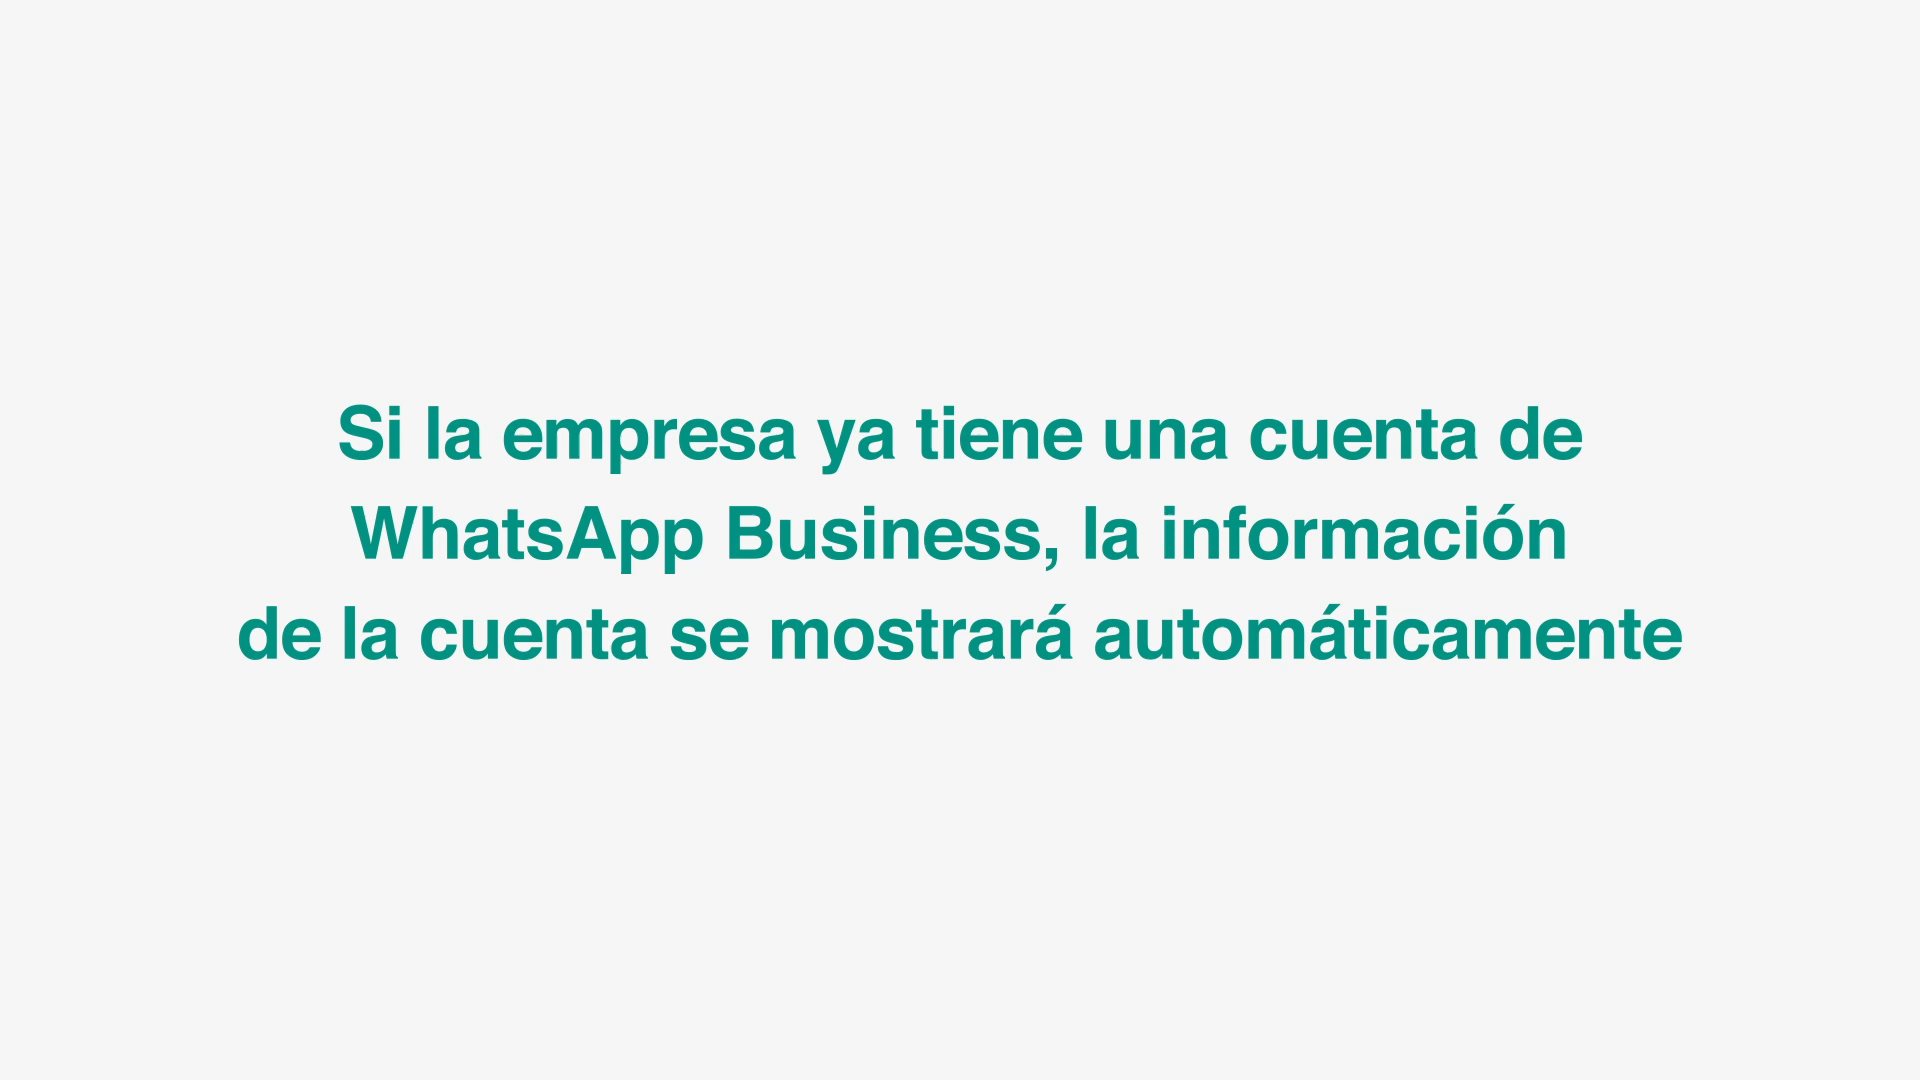 Si la empresa ya tiene una cuenta de
WhatsApp Business, la información
de la cuenta se mostrará automáticamente